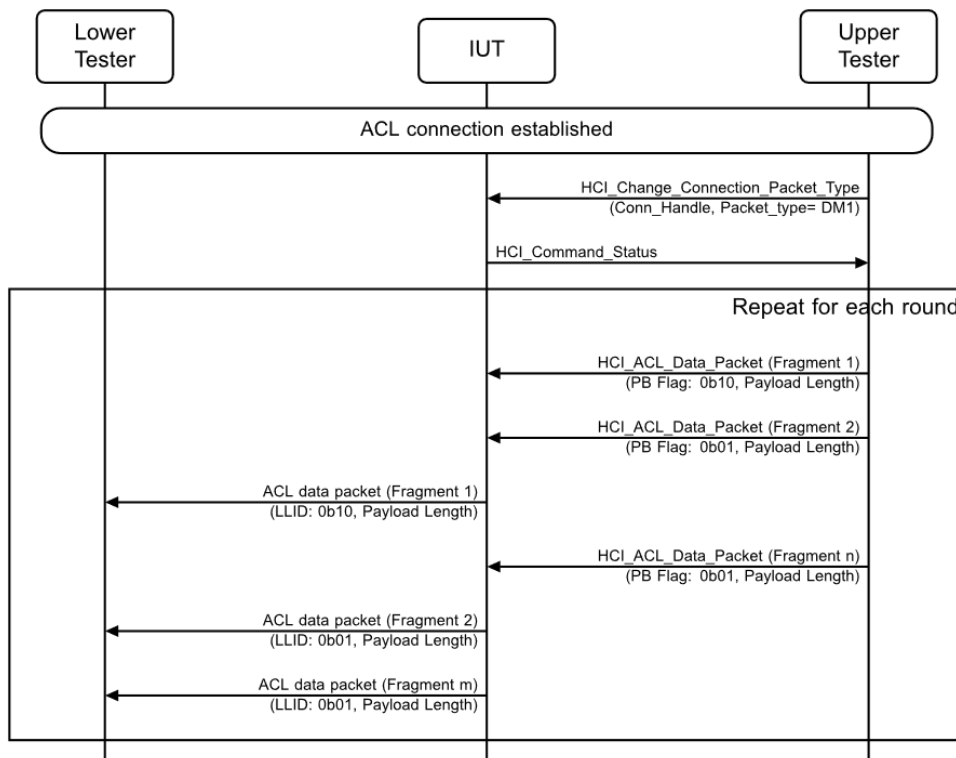 Lower
Tester
IUT
Upper
Tester
ACL connection established
HCI_Change_Connection_Packet_Type
(Conn_Handle, Packet_type= DM1)
HCI_Command_Status
Repeat for each round
HCI_ACL_Data_Packet (Fragment 1)
(PB Flag: 0b10, Payload Length)
HCI_ACL_Data_Packet (Fragment 2)
(PB Flag: 0b01, Payload Length)
ACL data packet (Fragment 1)
(LLID: 0b10, Payload Length)
HCI_ACL_Data_Packet (Fragment n)
(PB Flag: 0b01, Payload Length)
ACL data packet (Fragment 2)
(LLID: 0b01, Payload Length)
ACL data packet (Fragment m)
(LLID: 0b01, Payload Length)